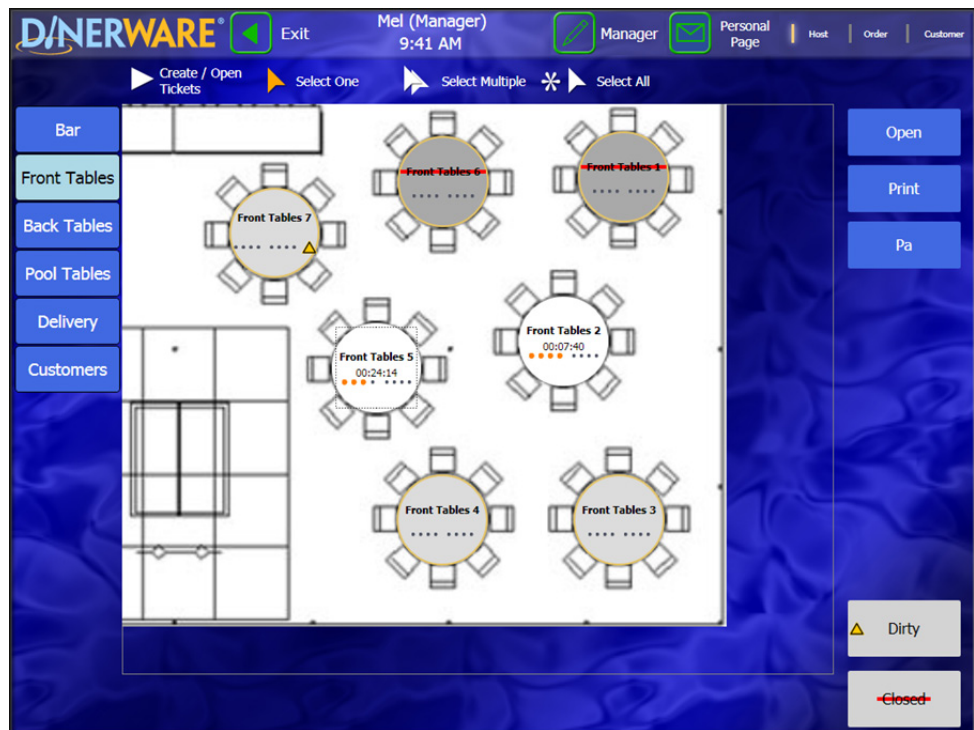 DINERWARE®
Exit
Mel (Manager)
9:41 AM
Manager
Personal
Page
Host
Order
Customer
Create / Open
Tickets
Select One
Select Multiple
Select All
Bar
Front Tables
Back Tables
Pool Tables
Delivery
Customers
Front Tables 6
Front Tables 1
Front Tables 7
Front Tables 2
00:07:40
Front Tables 5
00:24:14
Front Tables 4
Front Tables 3
Open
Print
Pa
Dirty
Closed